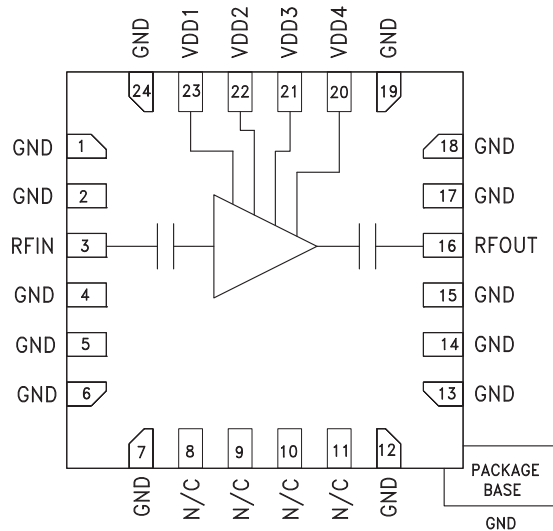 GND
VDD1
VDD2
VDD3
VDD4
GND
24
23
22
21
20
19
GND 1
18 GND
GND 2
17 GND
RFIN 3
16 RFOUT
GND 4
15 GND
GND 5
14 GND
GND 6
13 GND
7
8
9
10
11
12
GND
N/C
N/C
N/C
N/C
GND
PACKAGE
BASE
GND